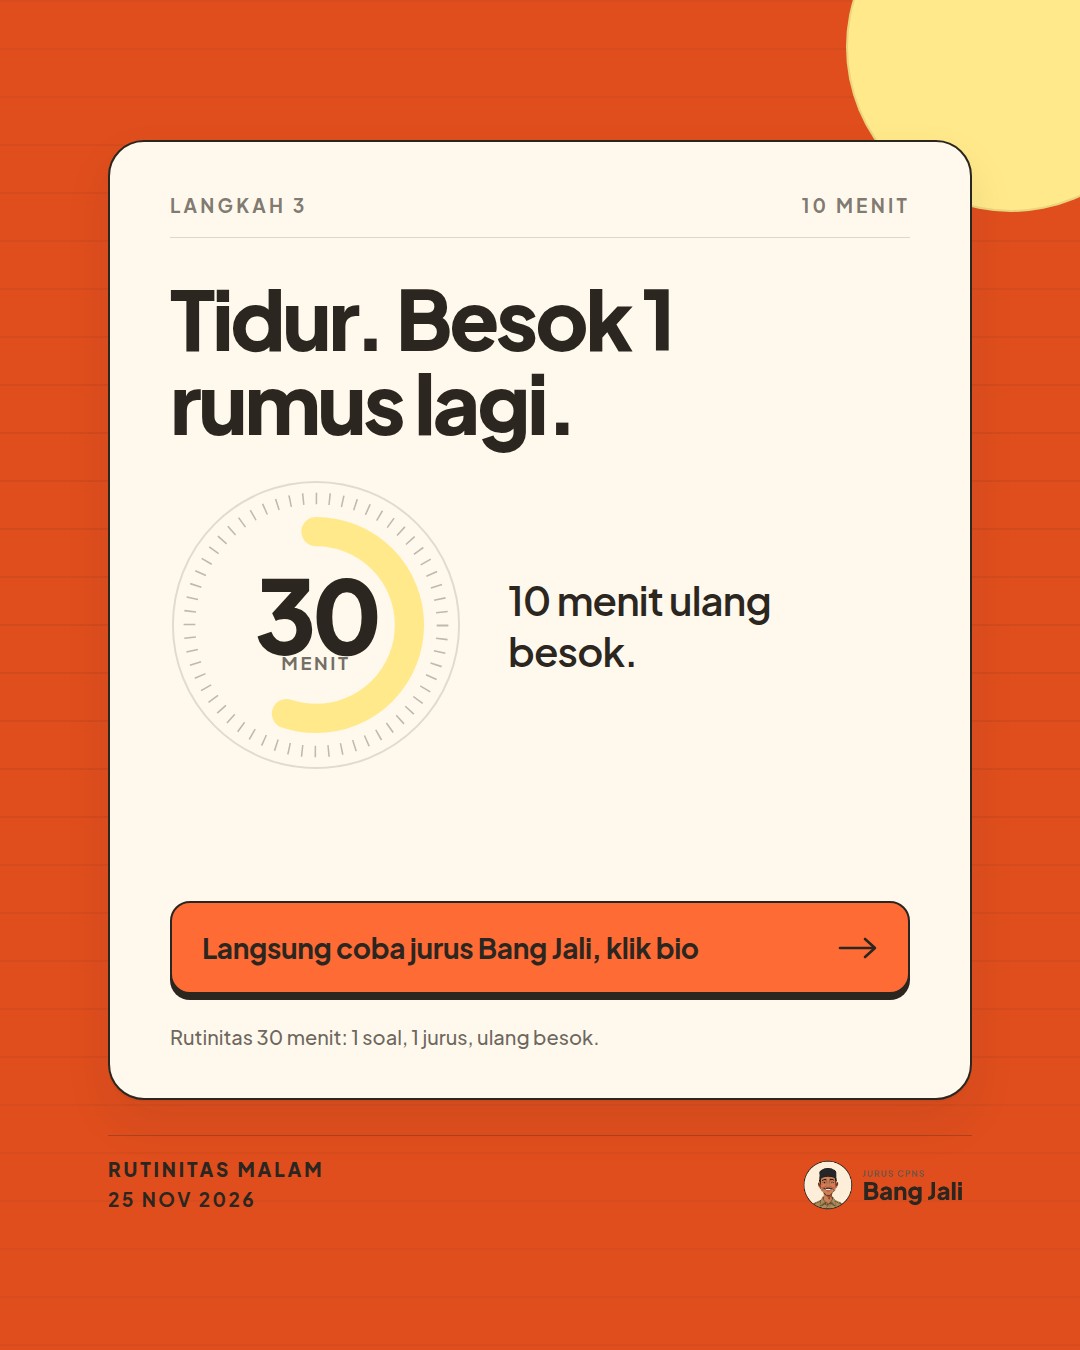 LANGKAH 3
10 MENIT
Tidur. Besok 1
rumus lagi.
30
MENIT
10 menit ulang
besok.
Langsung coba jurus Bang Jali, klik bio
Rutinitas 30 menit: 1 soal, 1 jurus, ulang besok.
RUTINITAS MALAM
25 NOV 2026
JURUS CPNS
Bang Jali